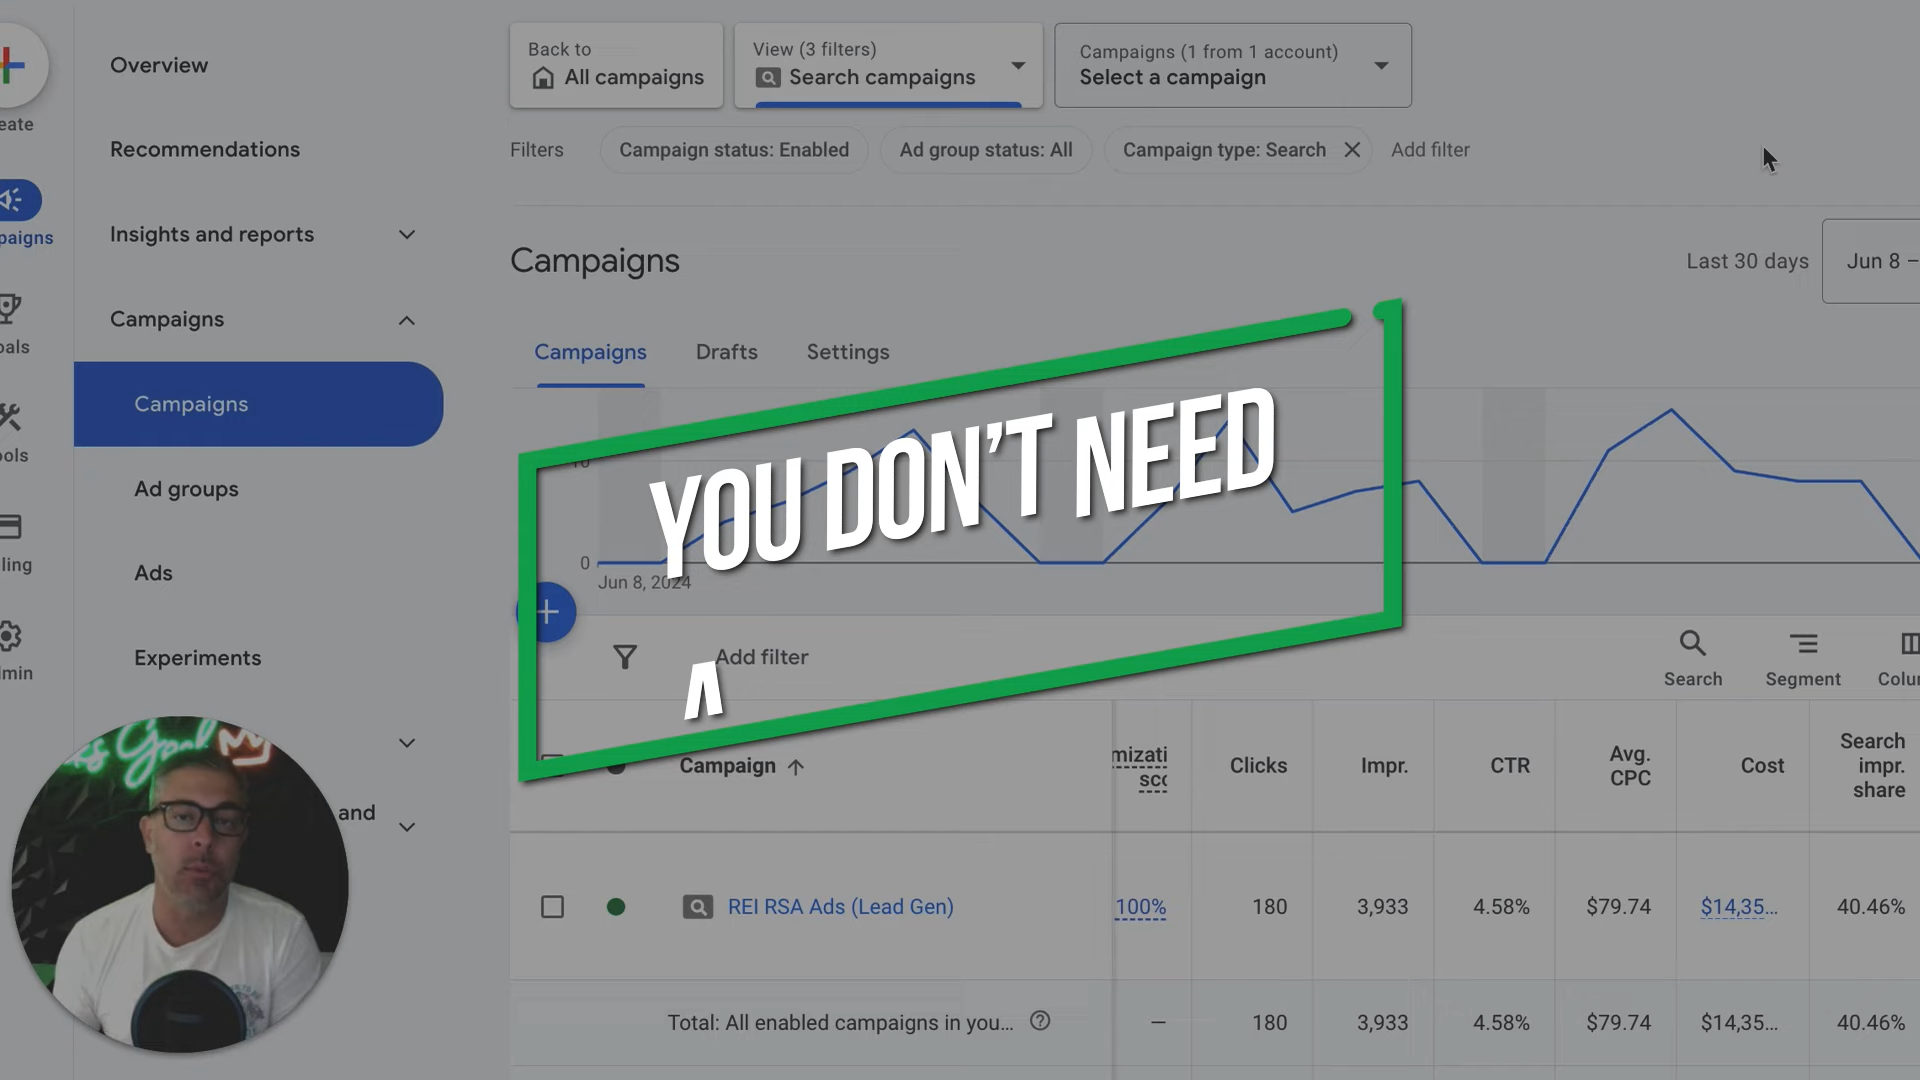 Overview
Recommendations
Insights and reports
Campaigns
Campaigns
Ad groups
Ads
Experiments
and
eate
paigns
oals
ools
ling
min
Back to
All campaigns
View (3 filters)
Search campaigns
Campaigns (1 from 1 account)
Select a campaign
Filters
Campaign status: Enabled
Ad group status: All
Campaign type: Search
Add filter
Campaigns
Last 30 days
Jun 8 –
Campaigns
Drafts
Settings
YOU DON'T NEED
0
Jun 8, 2024
Add filter
Search
Segment
Colu
Campaign
mizati
sc
Clicks
Impr.
CTR
Avg.
CPC
Cost
Search
impr.
share
REI RSA Ads (Lead Gen)
100%
180
3,933
4.58%
$79.74
$14,35…
40.46%
Total: All enabled campaigns in you…
—
180
3,933
4.58%
$79.74
$14,35…
40.46%